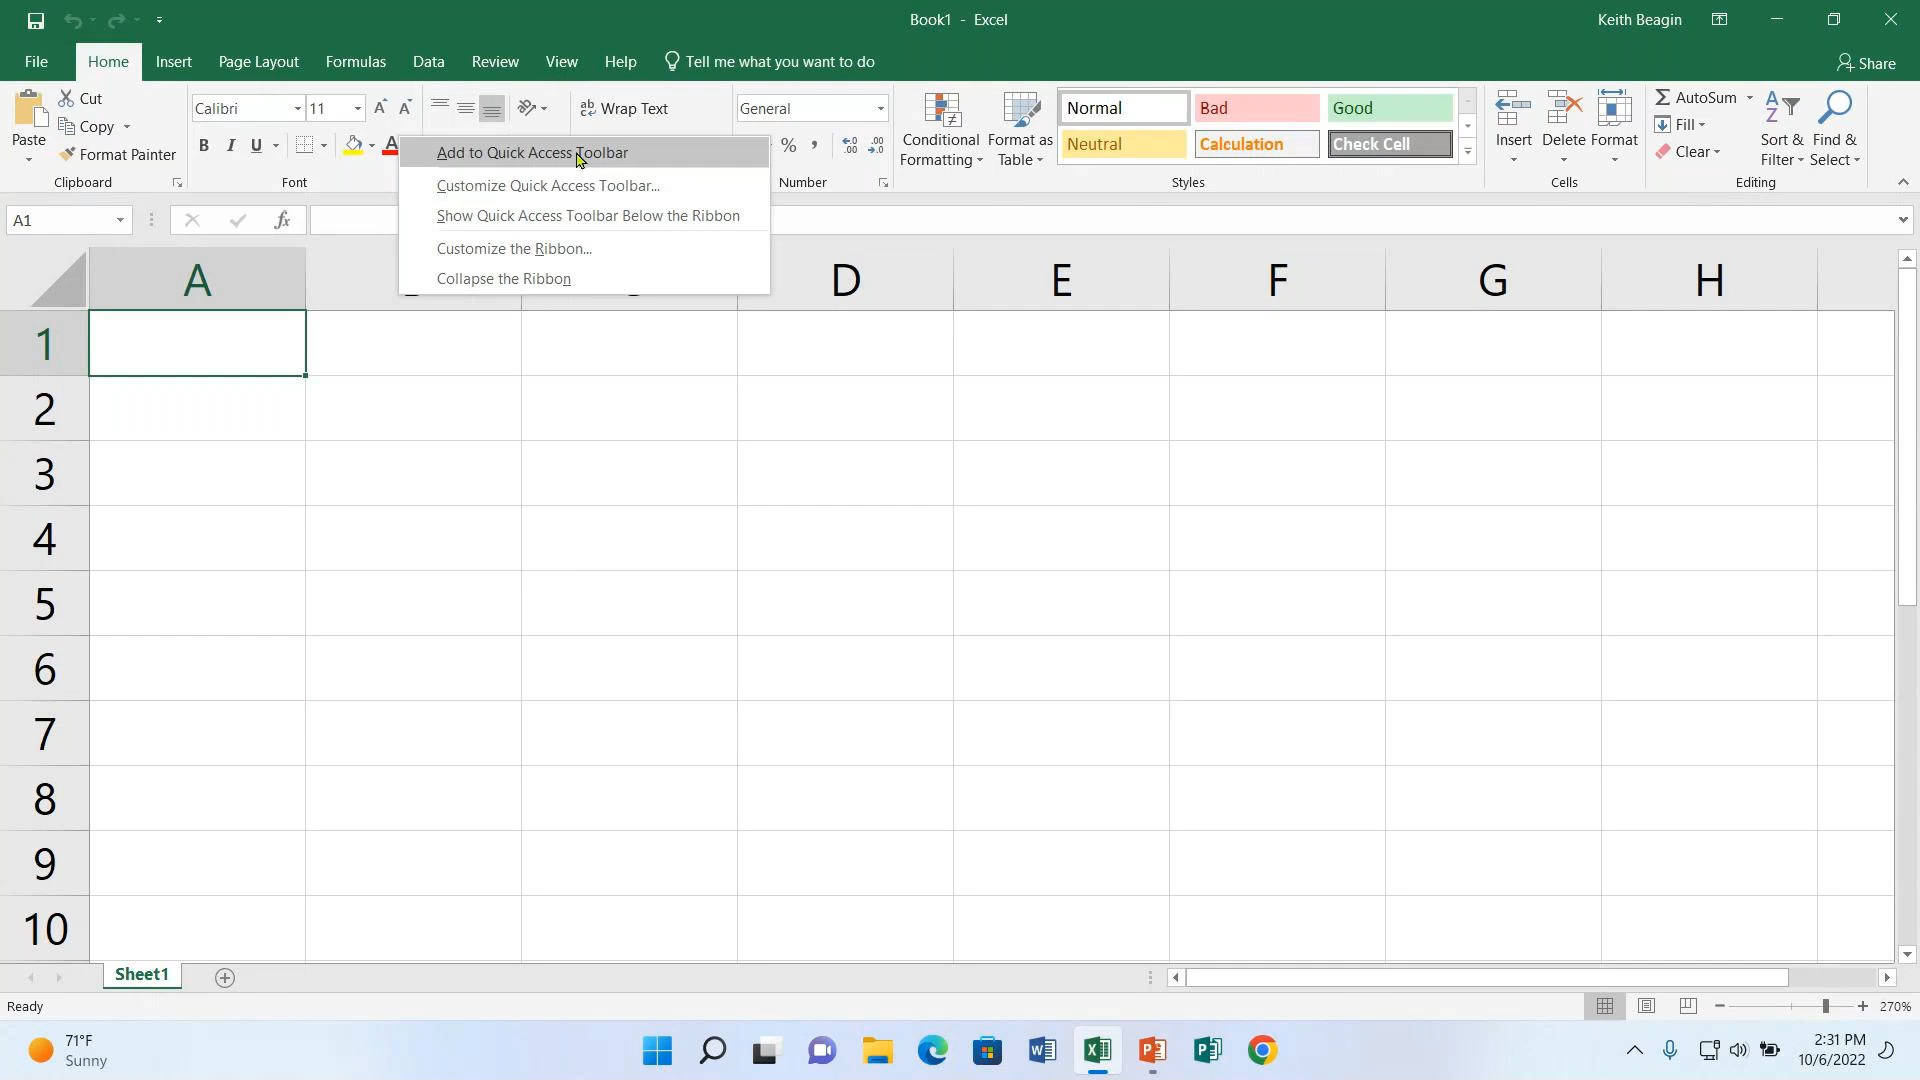 Book1 - Excel
Keith Beagin
File Home Insert Page Layout Formulas Data Review View Help Tell me what you want to do Share
Paste
Cut
Copy
Format Painter
Clipboard
Calibri 11
B I U A
Font
ab Wrap Text
General
% ,
Number
Conditional Formatting
Format as Table
Normal Bad Good
Neutral Calculation Check Cell
Styles
Insert Delete Format
Cells
AutoSum
Fill
Clear
Sort & Filter
Find & Select
Editing
Add to Quick Access Toolbar
Customize Quick Access Toolbar...
Show Quick Access Toolbar Below the Ribbon
Customize the Ribbon...
Collapse the Ribbon
A1
fx
A D E F G H
1
2
3
4
5
6
7
8
9
10
Sheet1
Ready
270%
71°F
Sunny
2:31 PM
10/6/2022